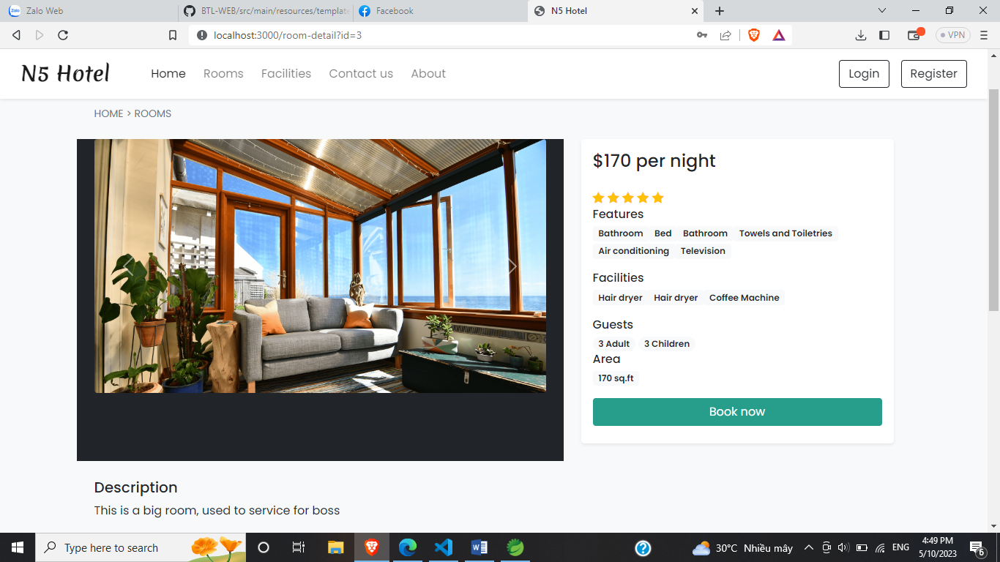 Zalo Web
BTL-WEB/src/main/resources/template
Facebook
N5 Hotel
localhost:3000/room-detail?id=3
VPN
N5 Hotel
Home Rooms Facilities Contact us About
Login Register
HOME > ROOMS
$170 per night
Features
Bathroom Bed Bathroom Towels and Toiletries
Air conditioning Television
Facilities
Hair dryer Hair dryer Coffee Machine
Guests
3 Adult 3 Children
Area
170 sq.ft
Book now
Description
This is a big room, used to service for boss
Type here to search
30°C Nhiều mây
ENG
4:49 PM
5/10/2023
6